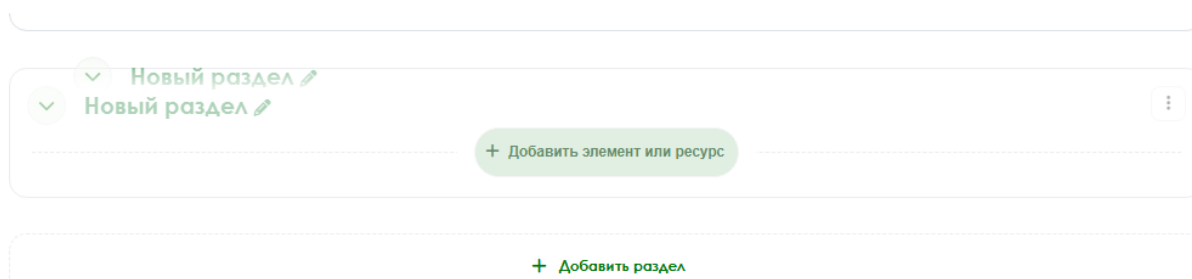 Новый раздел
Новый раздел
+ Добавить элемент или ресурс
+ Добавить раздел